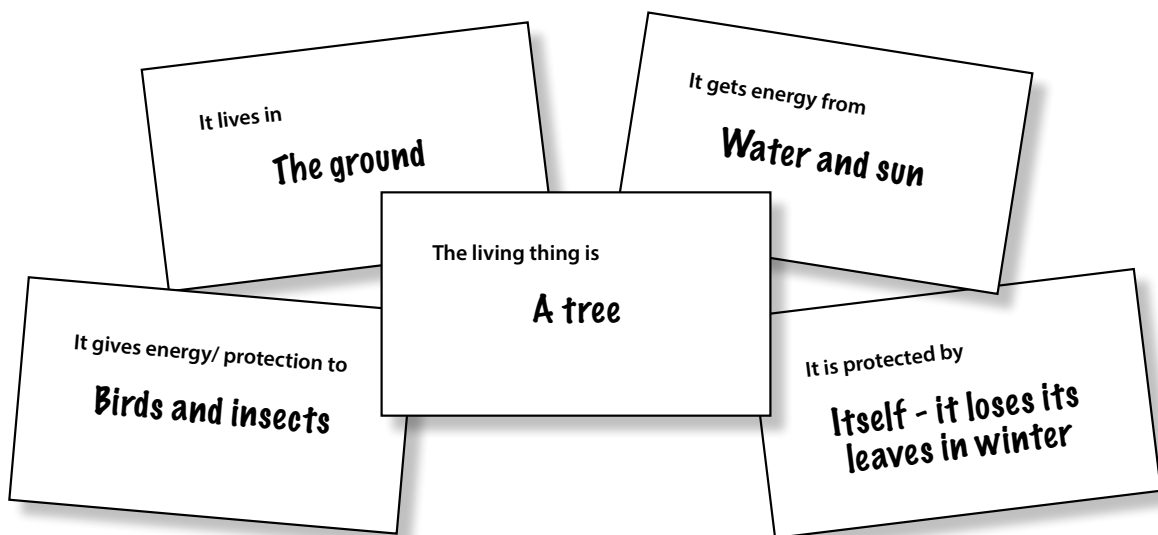 It lives in
The ground
It gets energy from
Water and sun
The living thing is
A tree
It gives energy/ protection to
Birds and insects
It is protected by
Itself - it loses its
leaves in winter